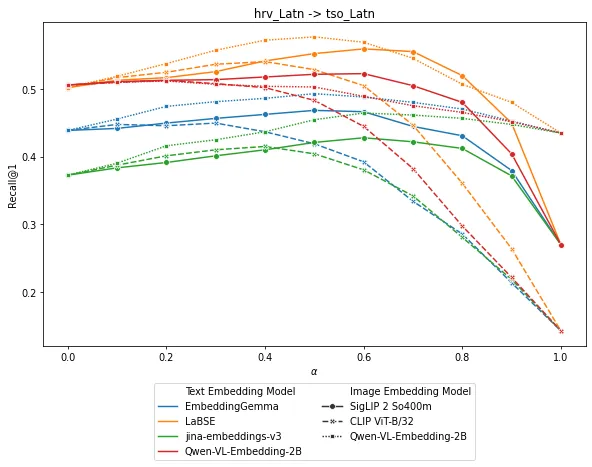 hrv_Latn -> tso_Latn
Recall@1
0.5
0.4
0.3
0.2
0.0 0.2 0.4 0.6 0.8 1.0
α
Text Embedding Model Image Embedding Model
EmbeddingGemma SigLIP 2 So400m
LaBSE CLIP ViT-B/32
jina-embeddings-v3 Qwen-VL-Embedding-2B
Qwen-VL-Embedding-2B